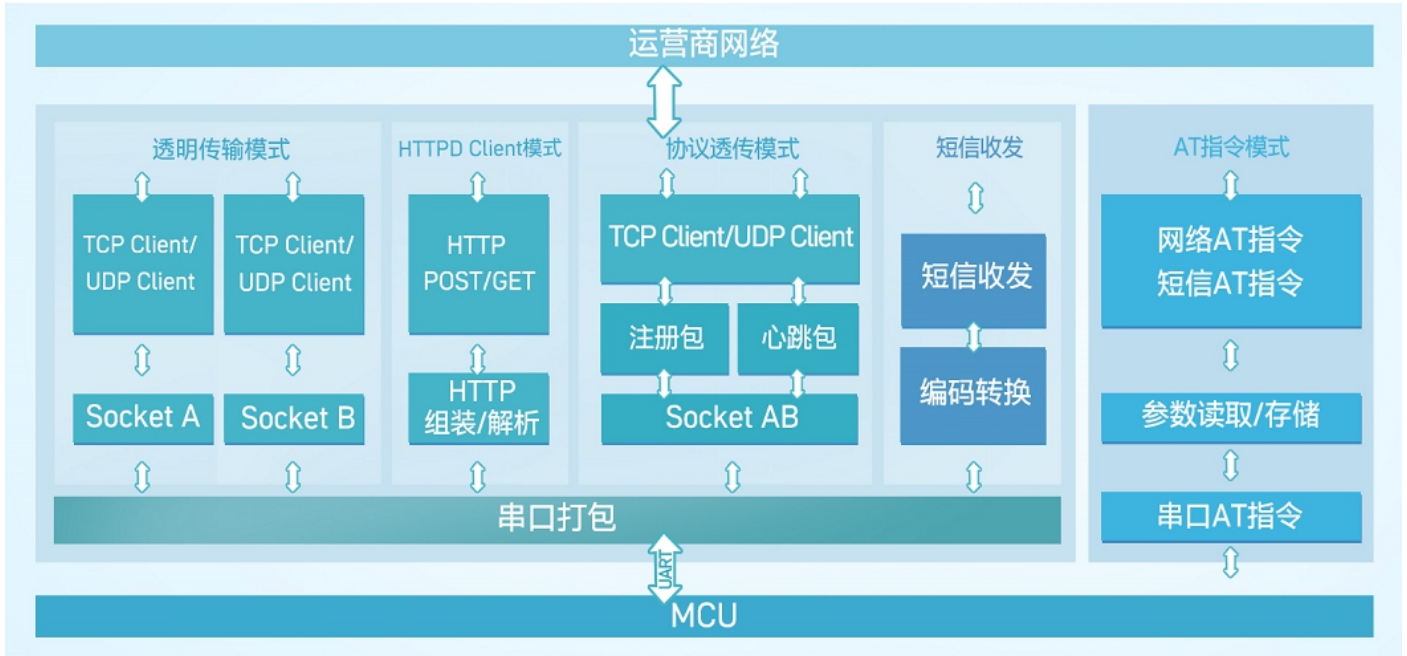 运营商网络
透明传输模式
TCP Client/
UDP Client
TCP Client/
UDP Client
Socket A
Socket B
HTTPD Client模式
HTTP
POST/GET
HTTP
组装/解析
协议透传模式
TCP Client/UDP Client
注册包
心跳包
Socket AB
短信收发
短信收发
编码转换
串口打包
AT指令模式
网络AT指令
短信AT指令
参数读取/存储
串口AT指令
UART
MCU